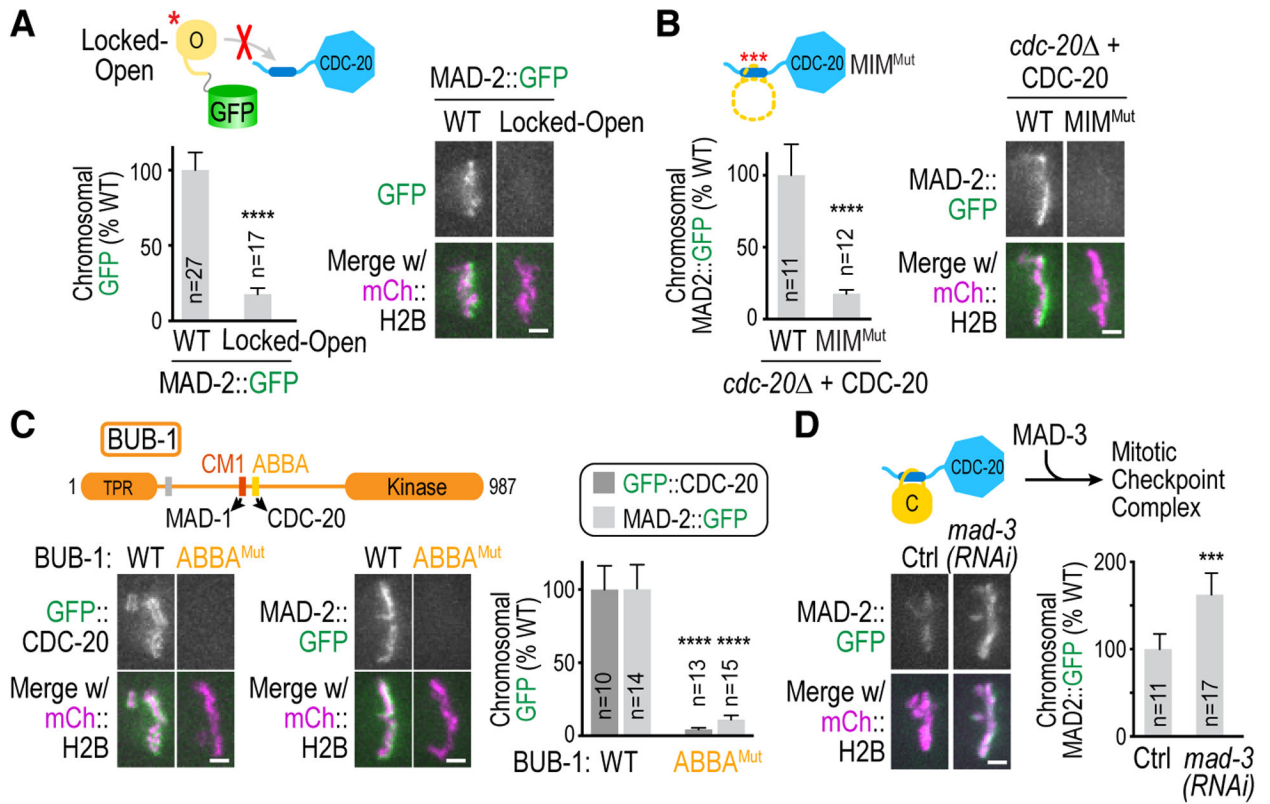 A
Locked-
Open
*
O
X
CDC-20
GFP
MAD-2::GFP
WT Locked-Open
GFP
Merge w/
mCh::
H2B
Chromosomal
GFP (% WT)
100
50
0
n=27
****
n=17
WT Locked-Open
MAD-2::GFP
B
***
CDC-20
MIMMut
cdc-20Δ +
CDC-20
WT MIMMut
MAD-2::
GFP
Merge w/
mCh::
H2B
Chromosomal
MAD2::GFP (% WT)
100
50
0
n=11
****
n=12
WT MIMMut
cdc-20Δ + CDC-20
C
BUB-1
CM1 ABBA
1 TPR Kinase 987
MAD-1 CDC-20
BUB-1: WT ABBAMut
GFP::
CDC-20
Merge w/
mCh::
H2B
WT ABBAMut
MAD-2::
GFP
Merge w/
mCh::
H2B
GFP::CDC-20
MAD-2::GFP
Chromosomal
GFP (% WT)
100
50
0
n=10
n=14
**** ****
n=13
n=15
BUB-1: WT ABBAMut
D
MAD-3
CDC-20
C
Mitotic
Checkpoint
Complex
mad-3
Ctrl (RNAi)
MAD-2::
GFP
Merge w/
mCh::
H2B
Chromosomal
MAD2::GFP (% WT)
200
100
0
n=11
***
n=17
Ctrl mad-3
(RNAi)